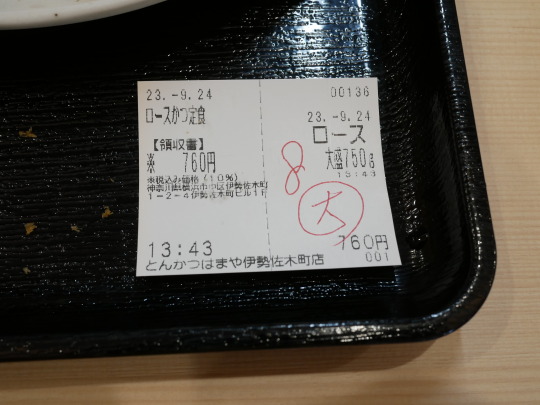 23.-9.24
ロースかつ定食
【領収書】
※ 760円
※税込み価格(10%)
神奈川県横浜市中区伊勢佐木町
1-2-4伊勢佐木町ビル1F
13:43
とんかつはまや伊勢佐木町店
00136
23.-9.24
ロース
大盛750g
13:43
8
大
760円
001